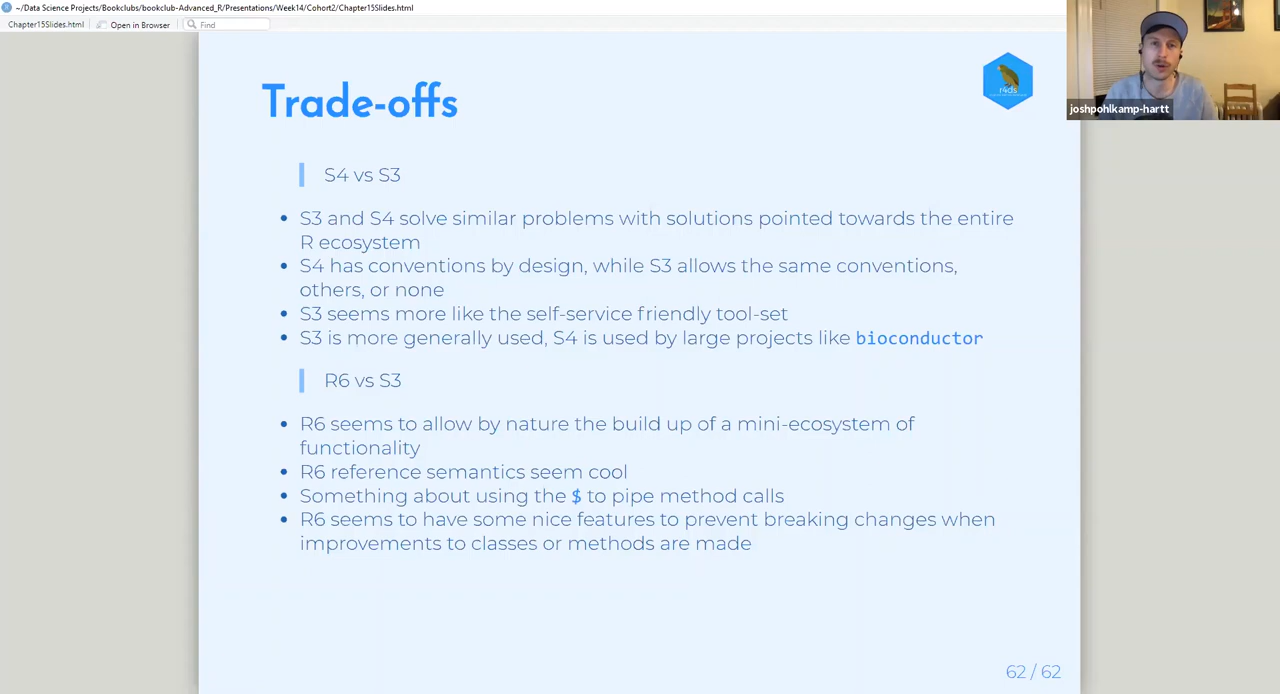 ~/Data Science Projects/Bookclubs/bookclub-Advanced_R/Presentations/Week14/Cohort2/Chapter15Slides.html
Chapter15Slides.html
Open in Browser
Find
joshpohlkamp-hartt
r4ds
Trade-offs
S4 vs S3
• S3 and S4 solve similar problems with solutions pointed towards the entire
R ecosystem
• S4 has conventions by design, while S3 allows the same conventions,
others, or none
• S3 seems more like the self-service friendly tool-set
• S3 is more generally used, S4 is used by large projects like bioconductor
R6 vs S3
• R6 seems to allow by nature the build up of a mini-ecosystem of
functionality
• R6 reference semantics seem cool
• Something about using the $ to pipe method calls
• R6 seems to have some nice features to prevent breaking changes when
improvements to classes or methods are made
62 / 62